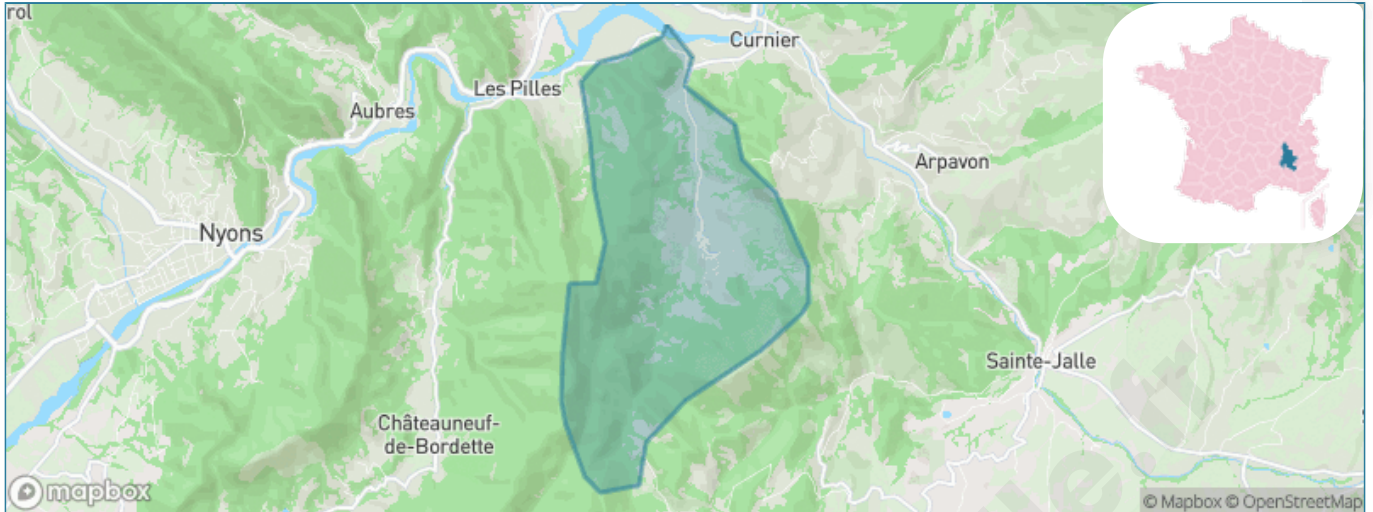 rol
Curnier
Les Pilles
Aubres
Arpavon
Nyons
Sainte-Jalle
Châteauneuf-
de-Bordette
mapbox
© Mapbox © OpenStreetMap